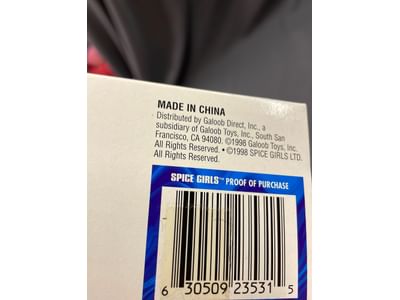 MADE IN CHINA
Distributed by Galoob Direct, Inc., a
subsidiary of Galoob Toys, Inc., South San
Francisco, CA 94080. ©1998 Galoob Toys, Inc.
All Rights Reserved. • ©1998 SPICE GIRLS LTD.
All Rights Reserved.
SPICE GIRLS™ PROOF OF PURCHASE
6 30509 23531 5